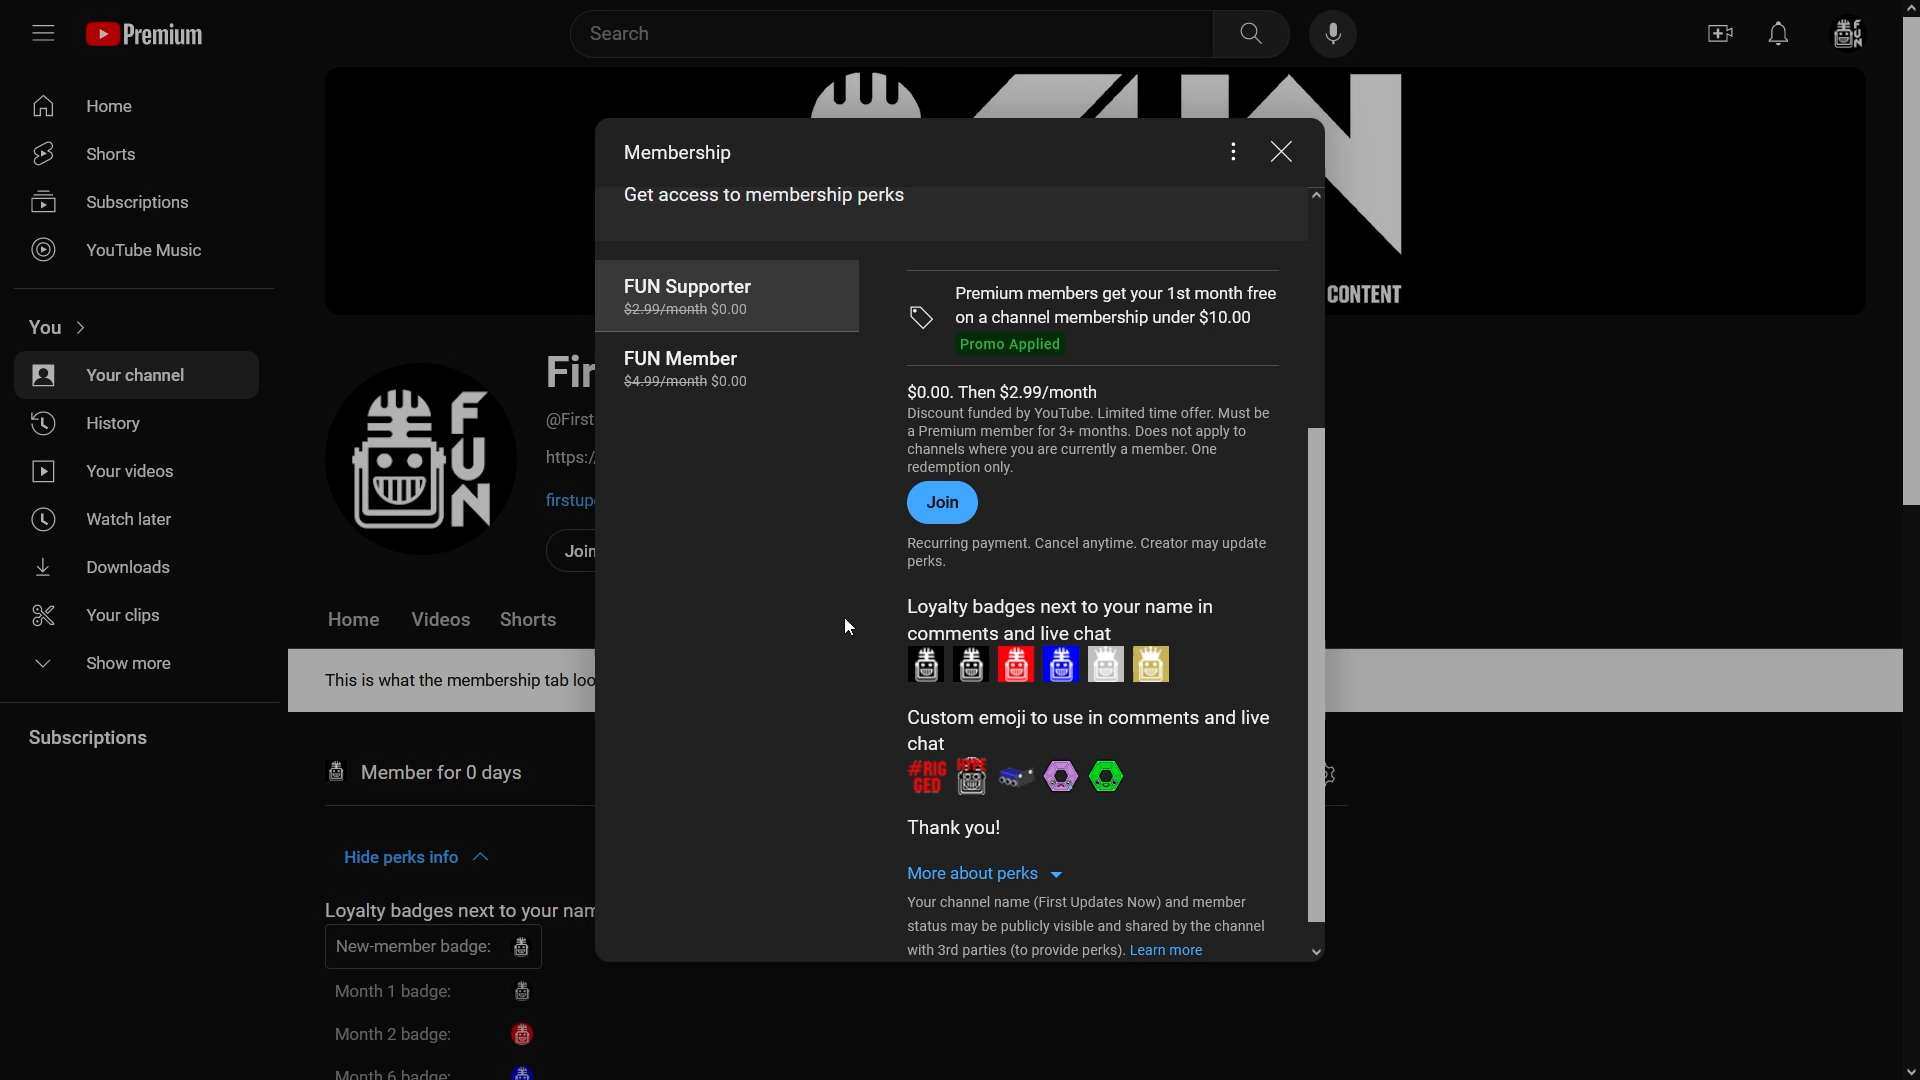 Premium
Search
FUN
Home
Shorts
Subscriptions
YouTube Music
You
Your channel
History
Your videos
Watch later
Downloads
Your clips
Show more
Subscriptions
CONTENT
FUN
Fir
@First
https:/
firstup
Join
Home Videos Shorts
This is what the membership tab loo
Member for 0 days
Hide perks info
Loyalty badges next to your nam
New-member badge:
Month 1 badge:
Month 2 badge:
Month 6 badge:
Membership
Get access to membership perks
FUN Supporter
$2.99/month $0.00
FUN Member
$4.99/month $0.00
Premium members get your 1st month free
on a channel membership under $10.00
Promo Applied
$0.00. Then $2.99/month
Discount funded by YouTube. Limited time offer. Must be
a Premium member for 3+ months. Does not apply to
channels where you are currently a member. One
redemption only.
Join
Recurring payment. Cancel anytime. Creator may update
perks.
Loyalty badges next to your name in
comments and live chat
Custom emoji to use in comments and live
chat
#RIG
GED
HYPE
Thank you!
More about perks
Your channel name (First Updates Now) and member
status may be publicly visible and shared by the channel
with 3rd parties (to provide perks). Learn more